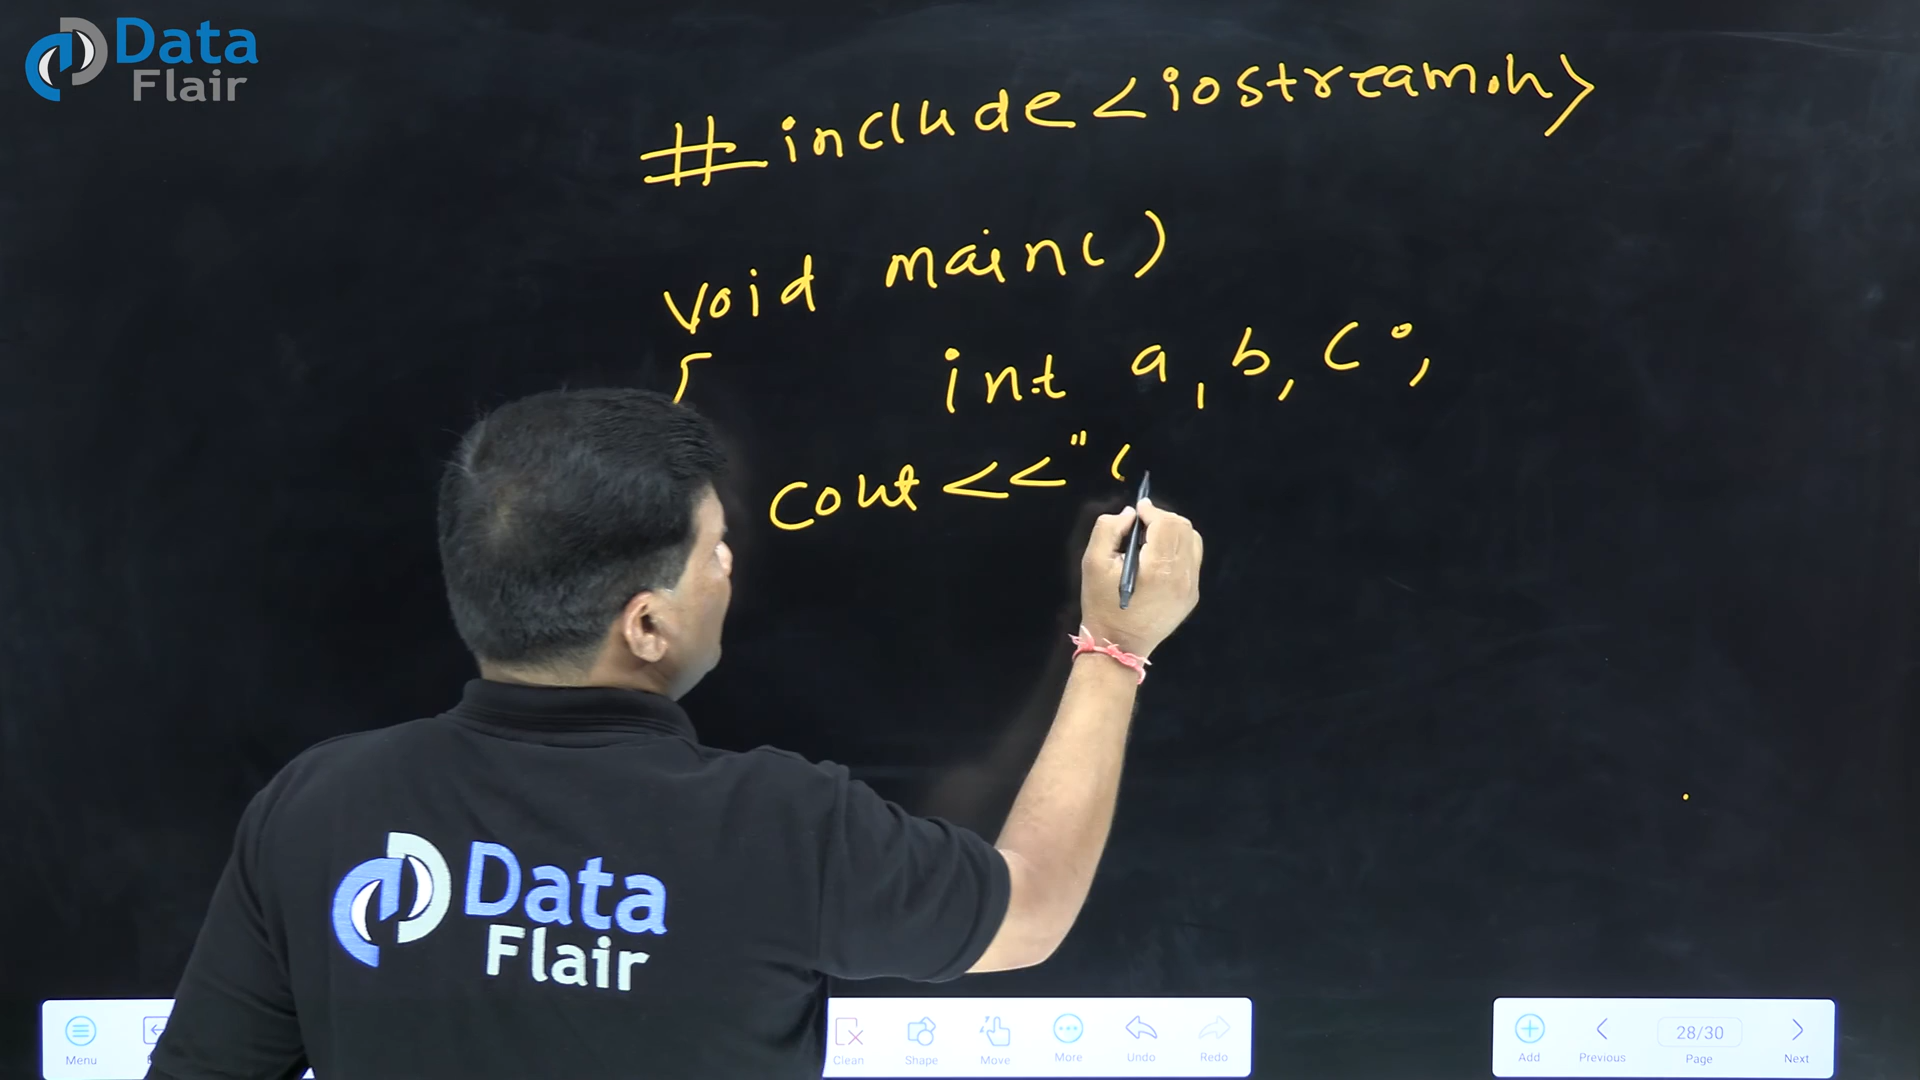 Data
Flair
#include<iostream.h>
void main()
{ int a, b, c;
cout<<"(
Data
Flair
Menu
Clean
Shape
Move
More
Undo
Redo
Add
Previous
28/30
Page
Next